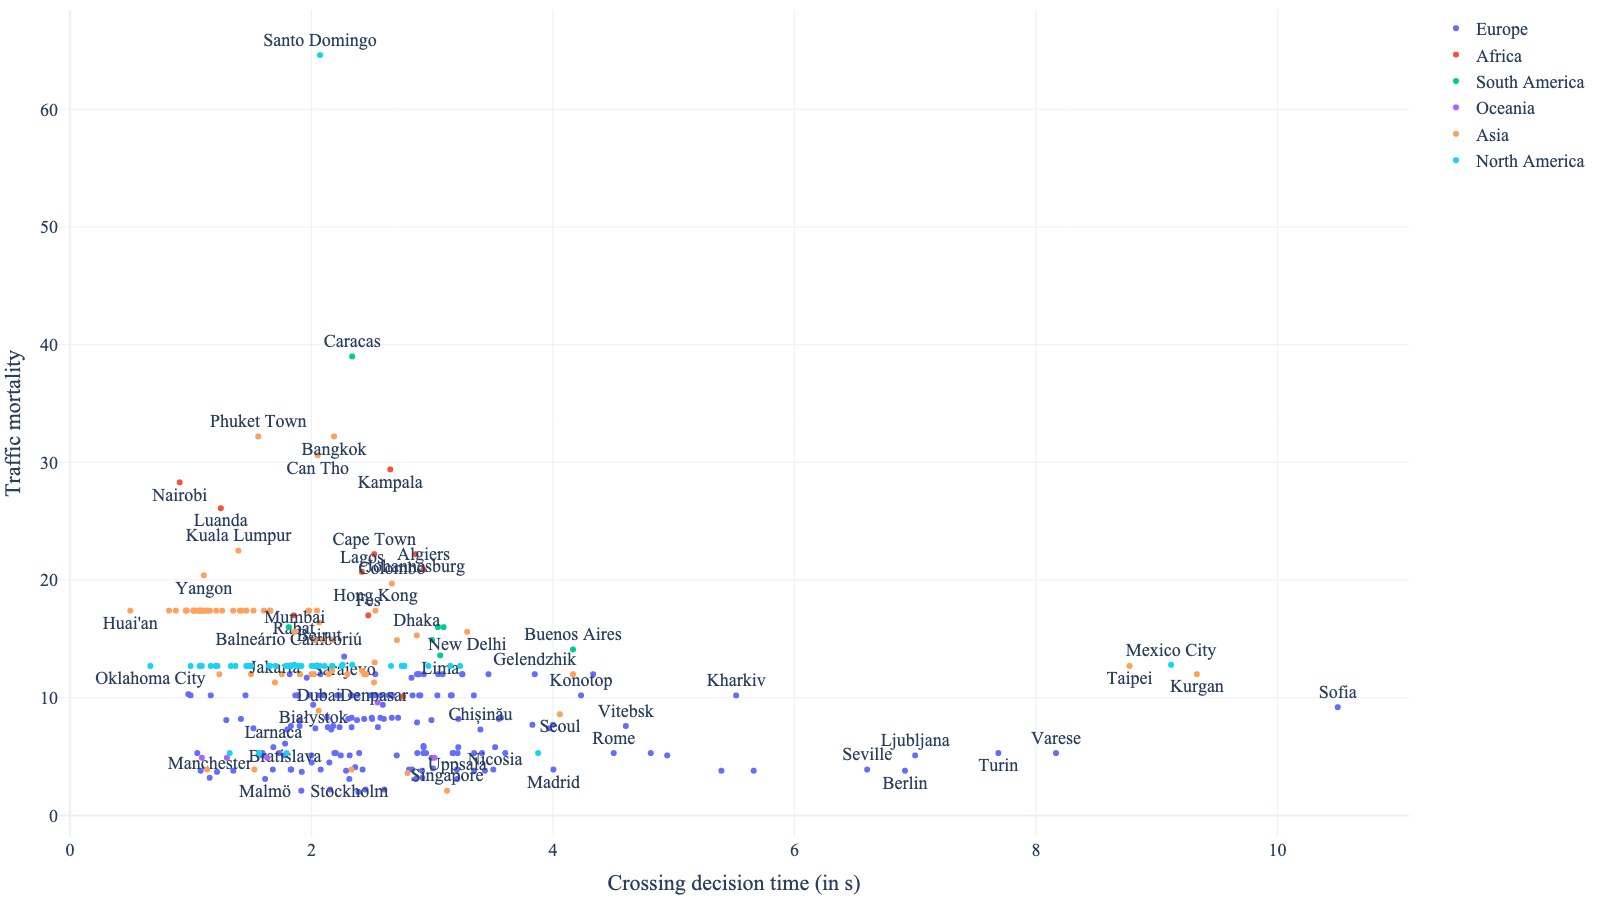 Santo Domingo
Europe
Africa
South America
Oceania
Asia
North America
60
50
40
30
20
10
0
Traffic mortality
Caracas
Phuket Town
Bangkok
Can Tho
Kampala
Nairobi
Luanda
Kuala Lumpur
Cape Town
Lagos
Algiers
Colombo
Johannesburg
Yangon
Hong Kong
Fes
Huai'an
Mumbai
Rabat
Dhaka
Beirut
Balneário Camboriú
New Delhi
Buenos Aires
Mexico City
Gelendzhik
Jakarta
Sarajevo
Lima
Oklahoma City
Konotop
Kharkiv
Taipei
Kurgan
Sofia
Dubai
Denpasar
Białystok
Chișinău
Seoul
Vitebsk
Larnaca
Rome
Ljubljana
Varese
Manchester
Bratislava
Uppsala
Nicosia
Seville
Turin
Singapore
Madrid
Berlin
Malmö
Stockholm
0
2
4
6
8
10
Crossing decision time (in s)